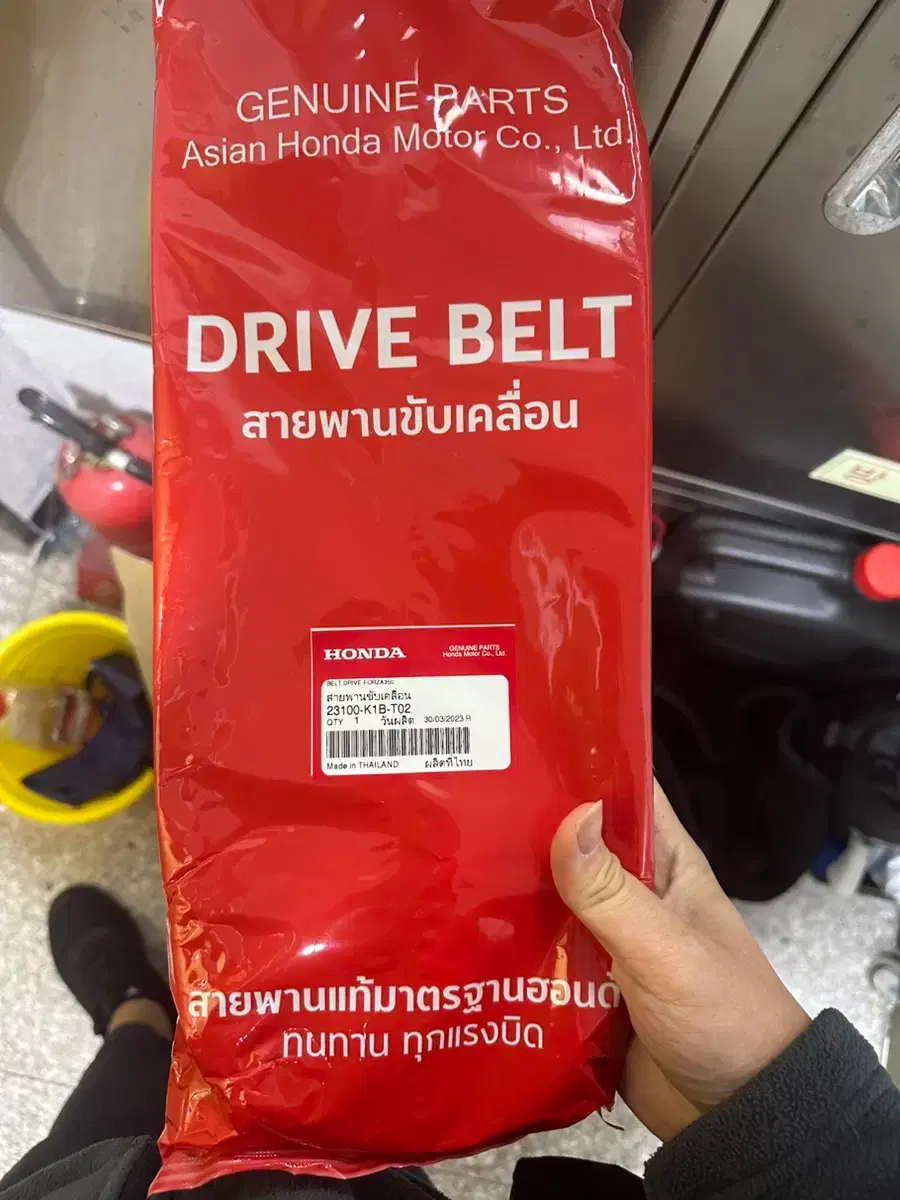 GENUINE PARTS
Asian Honda Motor Co., Ltd.
DRIVE BELT
สายพานขับเคลื่อน
HONDA
GENUINE PARTS
Honda Motor Co., Ltd.
BELT,DRIVE FORZA350
สายพานขับเคลื่อน
23100-K1B-T02
QTY 1 วันผลิต 30/03/2023 R
Made in THAILAND ผลิตที่ไทย
สายพานแท้มาตรฐานฮอนด้
ทนทาน ทุกแรงบิด